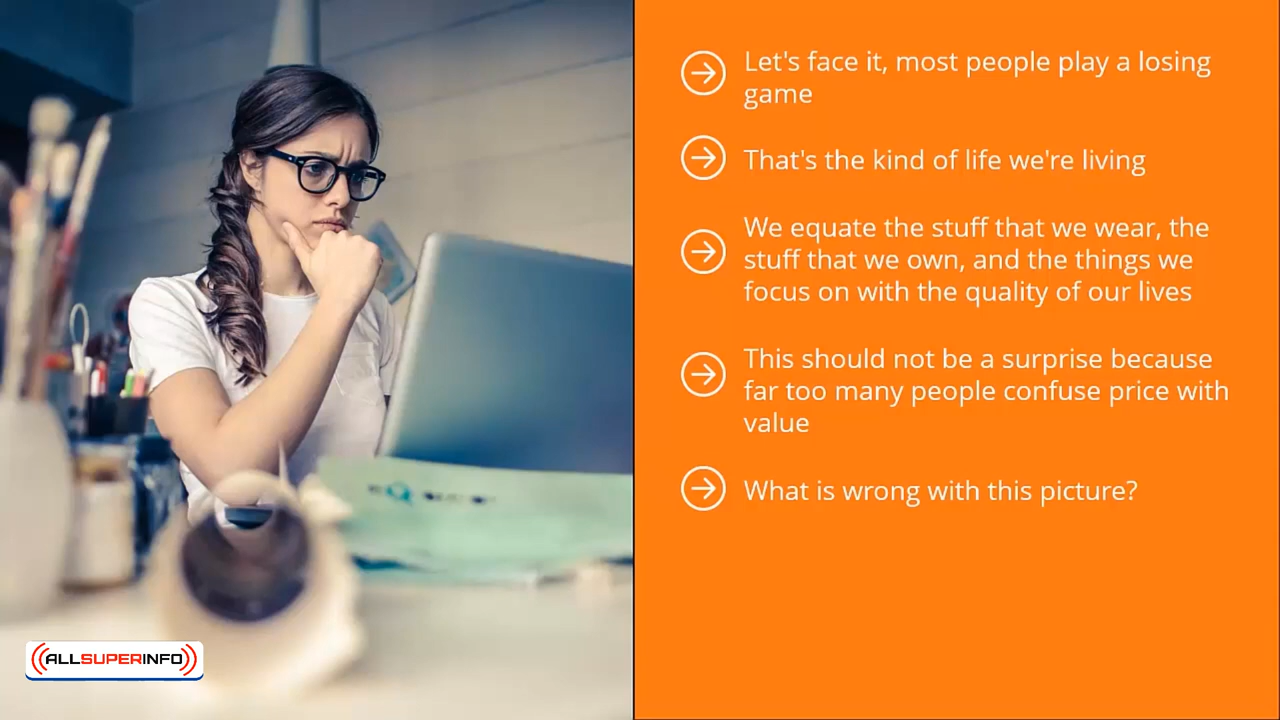 Let's face it, most people play a losing
game
That's the kind of life we're living
We equate the stuff that we wear, the
stuff that we own, and the things we
focus on with the quality of our lives
This should not be a surprise because
far too many people confuse price with
value
What is wrong with this picture?
ALLSUPERINFO